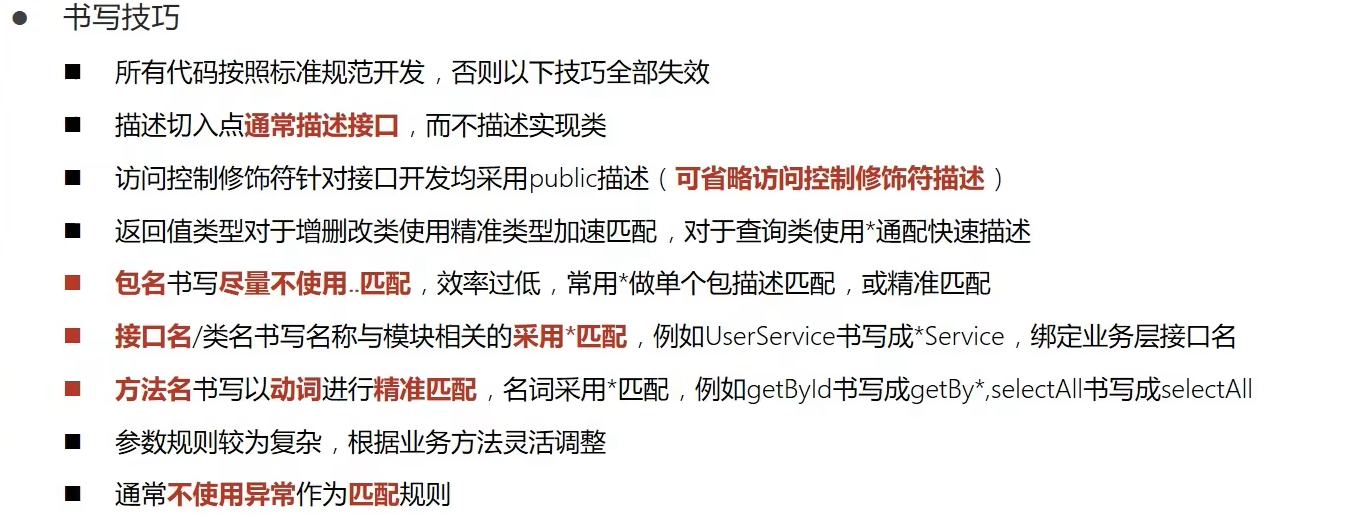 ● 书写技巧
■ 所有代码按照标准规范开发，否则以下技巧全部失效
■ 描述切入点通常描述接口，而不描述实现类
■ 访问控制修饰符针对接口开发均采用public描述（可省略访问控制修饰符描述）
■ 返回值类型对于增删改类使用精准类型加速匹配，对于查询类使用*通配快速描述
■ 包名书写尽量不使用..匹配，效率过低，常用*做单个包描述匹配，或精准匹配
■ 接口名/类名书写名称与模块相关的采用*匹配，例如UserService书写成*Service，绑定业务层接口名
■ 方法名书写以动词进行精准匹配，名词采用*匹配，例如getById书写成getBy*,selectAll书写成selectAll
■ 参数规则较为复杂，根据业务方法灵活调整
■ 通常不使用异常作为匹配规则